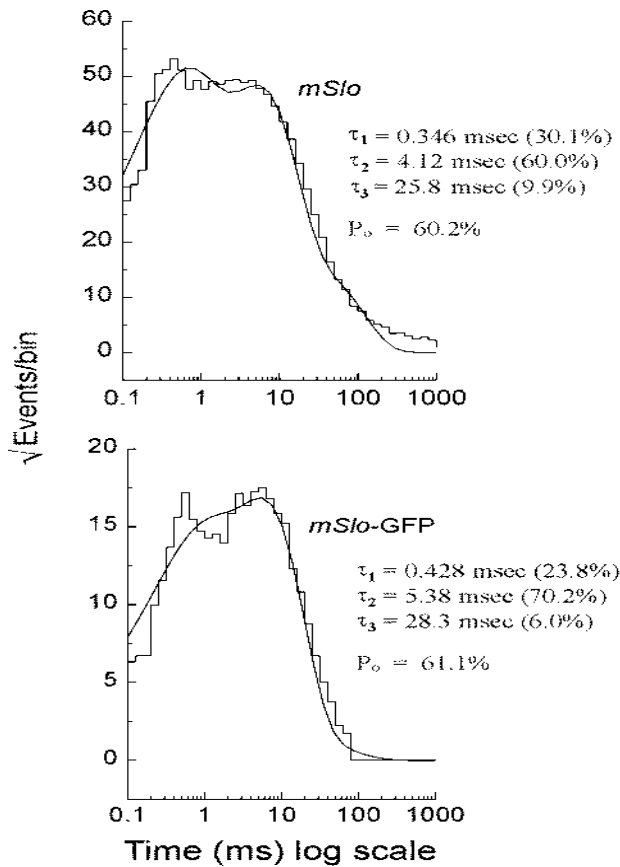 60
50
40
30
20
10
0
0.1 1 10 100 1000
mSlo
τ1 = 0.346 msec (30.1%)
τ2 = 4.12 msec (60.0%)
τ3 = 25.8 msec (9.9%)
Po = 60.2%
√Events/bin
20
15
10
5
0
0.1 1 10 100 1000
mSlo-GFP
τ1 = 0.428 msec (23.8%)
τ2 = 5.38 msec (70.2%)
τ3 = 28.3 msec (6.0%)
Po = 61.1%
Time (ms) log scale